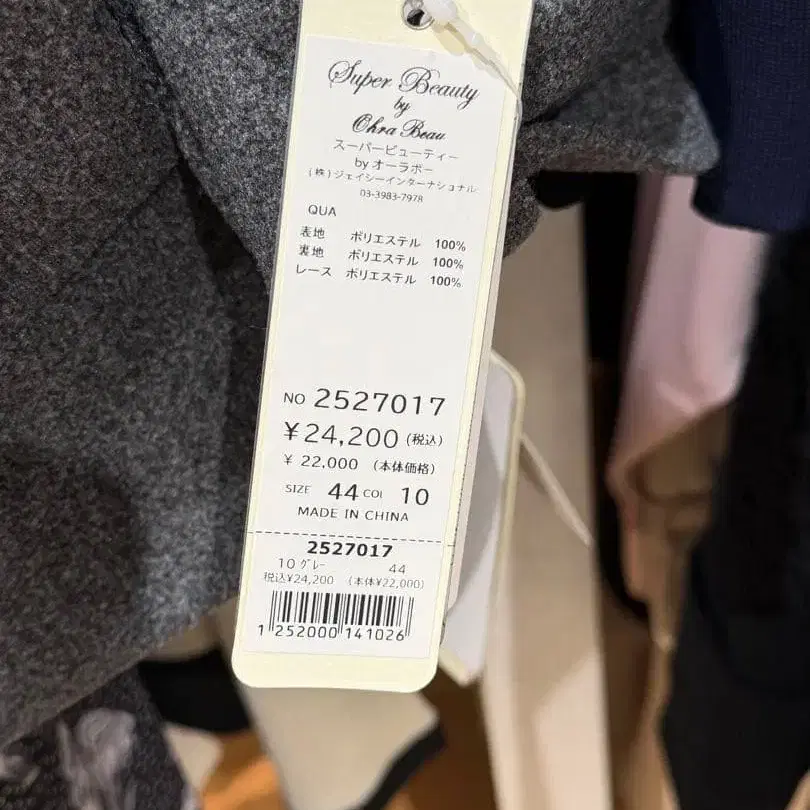 Super Beauty
by
Ohra Beau
スーパービューティー
by オーラボー
(株)ジェイシーインターナショナル
03-3983-7978
QUA
表地 ポリエステル 100%
裏地 ポリエステル 100%
レース ポリエステル 100%
NO 2527017
¥24,200(税込)
¥ 22,000 (本体価格)
SIZE 44 COL 10
MADE IN CHINA
2527017
10 グレー 44
税込¥24,200 (本体¥22,000)
1 252000 141026